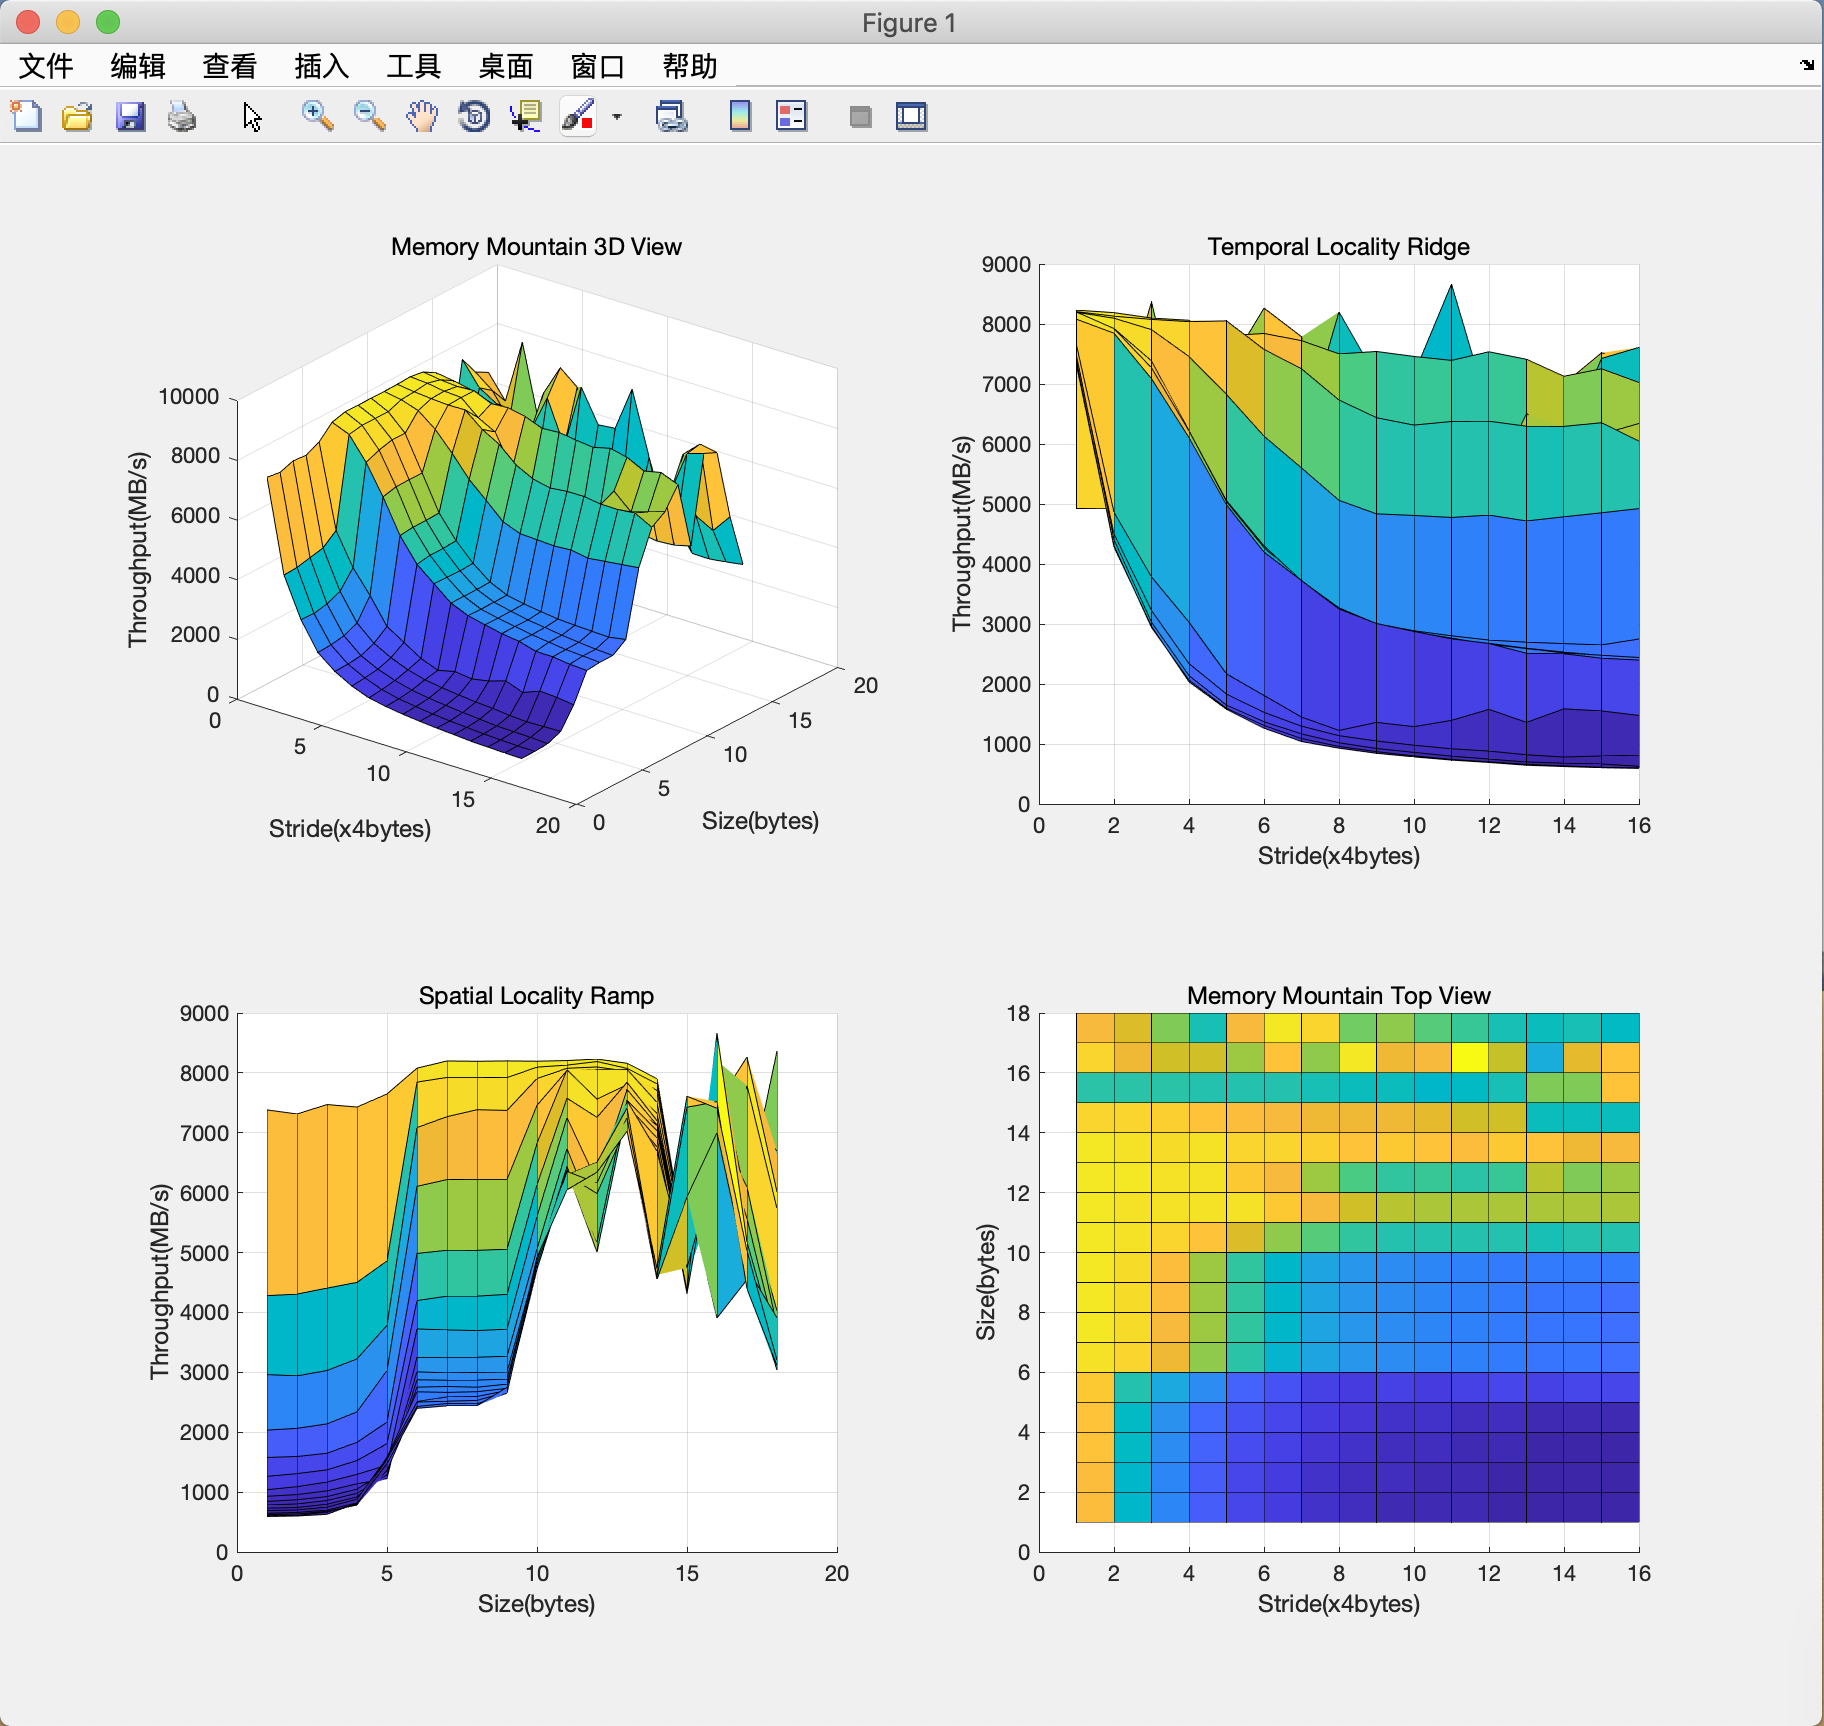 Figure 1
文件 编辑 查看 插入 工具 桌面 窗口 帮助
Memory Mountain 3D View
10000
8000
6000
4000
2000
0
Throughput(MB/s)
0
5
10
15
20
Stride(x4bytes)
0
5
10
15
20
Size(bytes)
Temporal Locality Ridge
9000
8000
7000
6000
5000
4000
3000
2000
1000
0
Throughput(MB/s)
0 2 4 6 8 10 12 14 16
Stride(x4bytes)
Spatial Locality Ramp
9000
8000
7000
6000
5000
4000
3000
2000
1000
0
Throughput(MB/s)
0 5 10 15 20
Size(bytes)
Memory Mountain Top View
18
16
14
12
10
8
6
4
2
0
Size(bytes)
0 2 4 6 8 10 12 14 16
Stride(x4bytes)